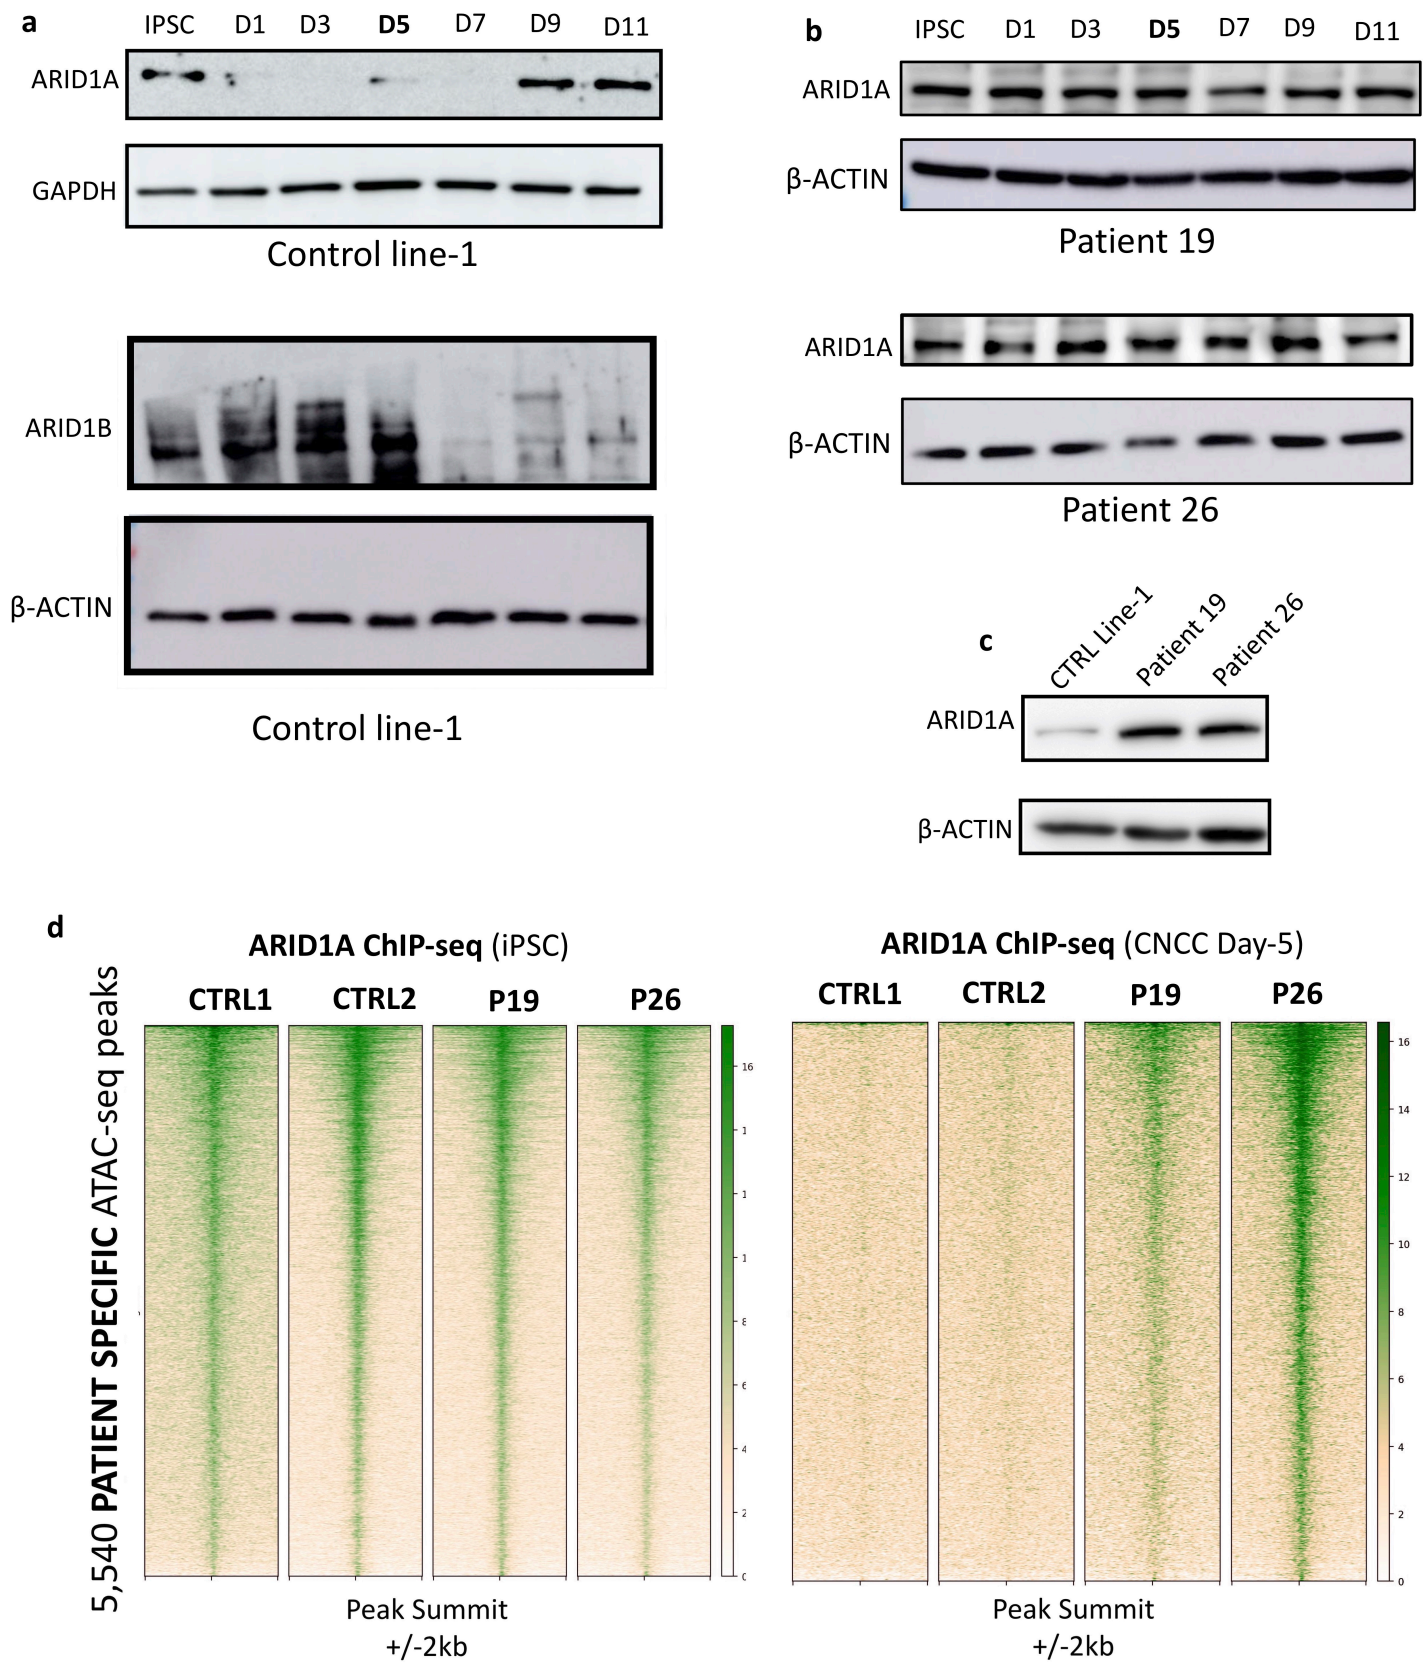 a
IPSC D1 D3 D5 D7 D9 D11
ARID1A
GAPDH
Control line-1
ARID1B
β-ACTIN
Control line-1
b
IPSC D1 D3 D5 D7 D9 D11
ARID1A
β-ACTIN
Patient 19
ARID1A
β-ACTIN
Patient 26
c
CTRL Line-1
Patient 19
Patient 26
ARID1A
β-ACTIN
d
5,540 PATIENT SPECIFIC ATAC-seq peaks
ARID1A ChIP-seq (iPSC)
CTRL1 CTRL2 P19 P26
16
1
1
1
8
6
4
2
Peak Summit
+/-2kb
ARID1A ChIP-seq (CNCC Day-5)
CTRL1 CTRL2 P19 P26
16
14
12
10
8
6
4
2
0
Peak Summit
+/-2kb